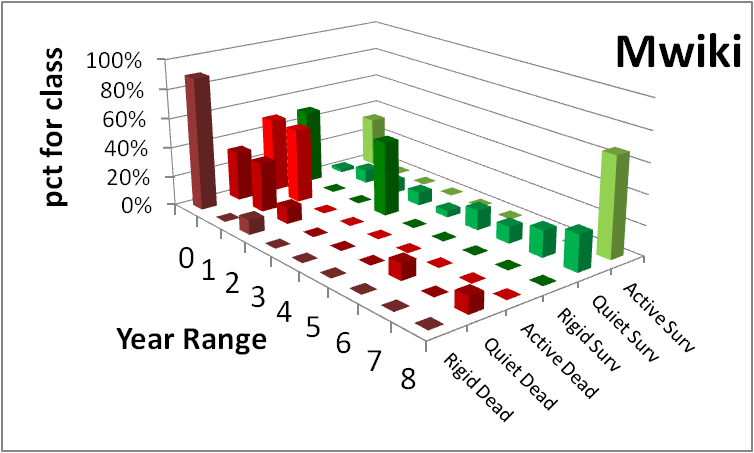 Mwiki
pct for class
100%
80%
60%
40%
20%
0%
0
1
2
3
4
5
6
7
8
Year Range
Rigid Dead
Quiet Dead
Active Dead
Rigid Surv
Quiet Surv
Active Surv